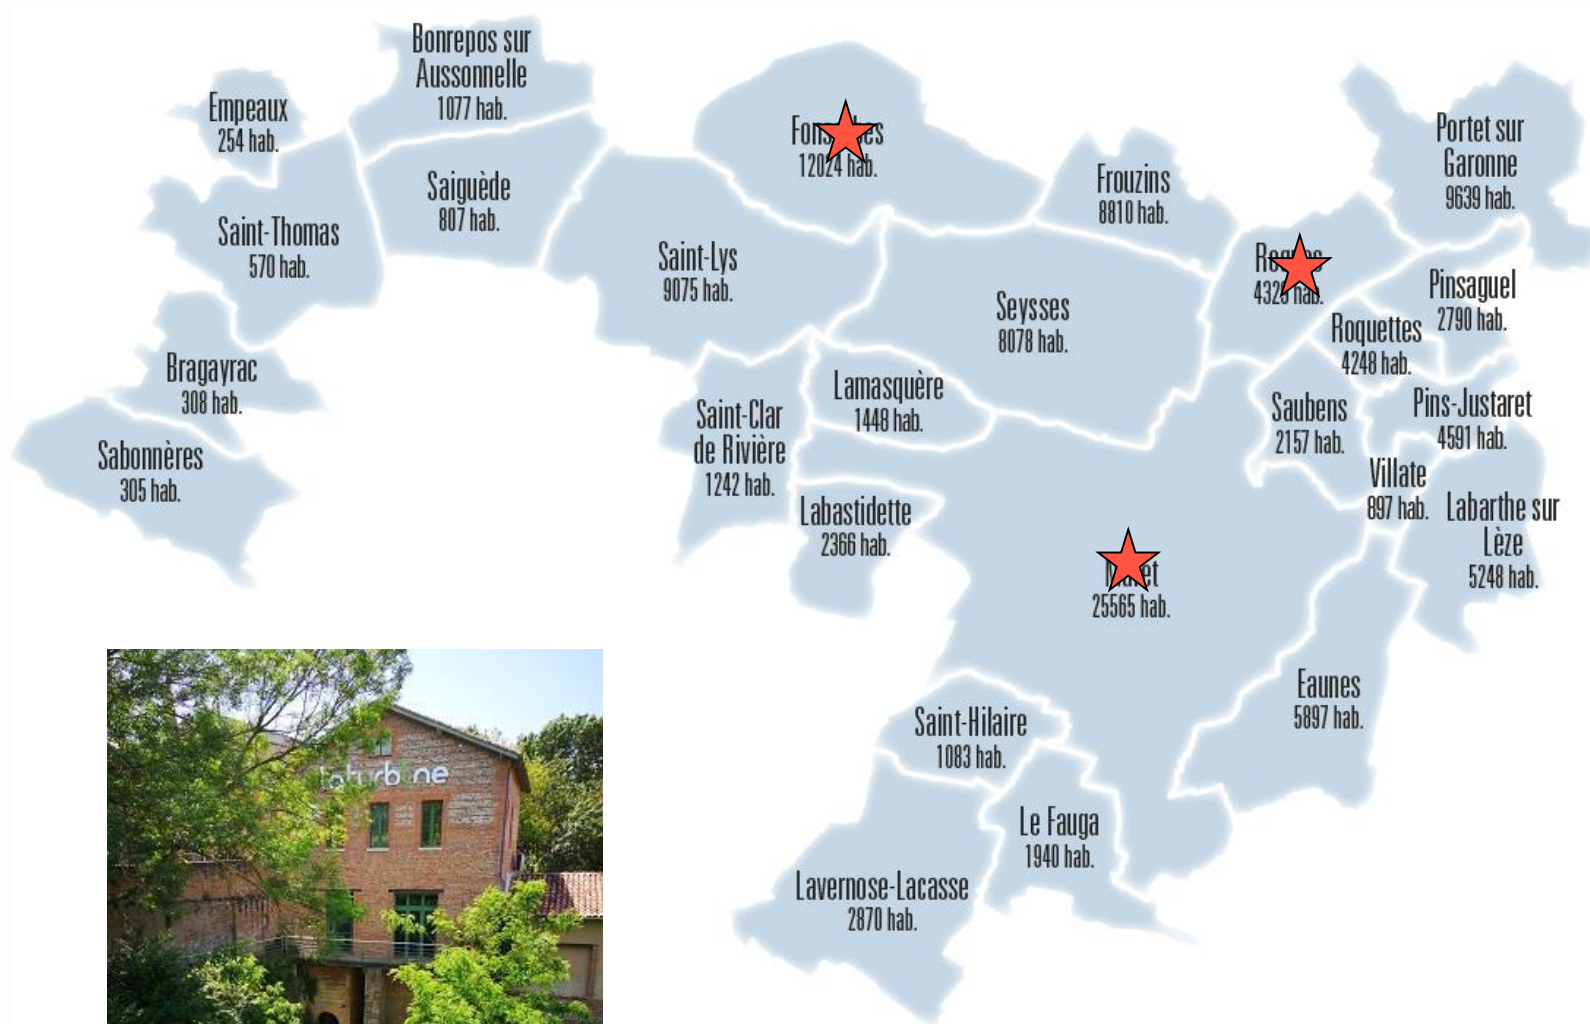 Bonrepos sur
Aussonnelle
1077 hab.
Empeaux
254 hab.
Saiguède
807 hab.
Saint-Thomas
570 hab.
Bragayrac
308 hab.
Sabonnères
305 hab.
12024 hab.
Saint-Lys
9075 hab.
Frouzins
8810 hab.
Portet sur
Garonne
9639 hab.
hab.
Seysses
8078 hab.
Pinsaguel
2790 hab.
Roquettes
4248 hab.
Lamasquère
1448 hab.
Saint-Clar
de Rivière
1242 hab.
Saubens
2157 hab.
Pins-Justaret
4591 hab.
Villate
897 hab.
Labarthe sur
Lèze
5248 hab.
Labastidette
2366 hab.
25565 hab.
Eaunes
5897 hab.
Saint-Hilaire
1083 hab.
Le Fauga
1940 hab.
Lavernose-Lacasse
2870 hab.